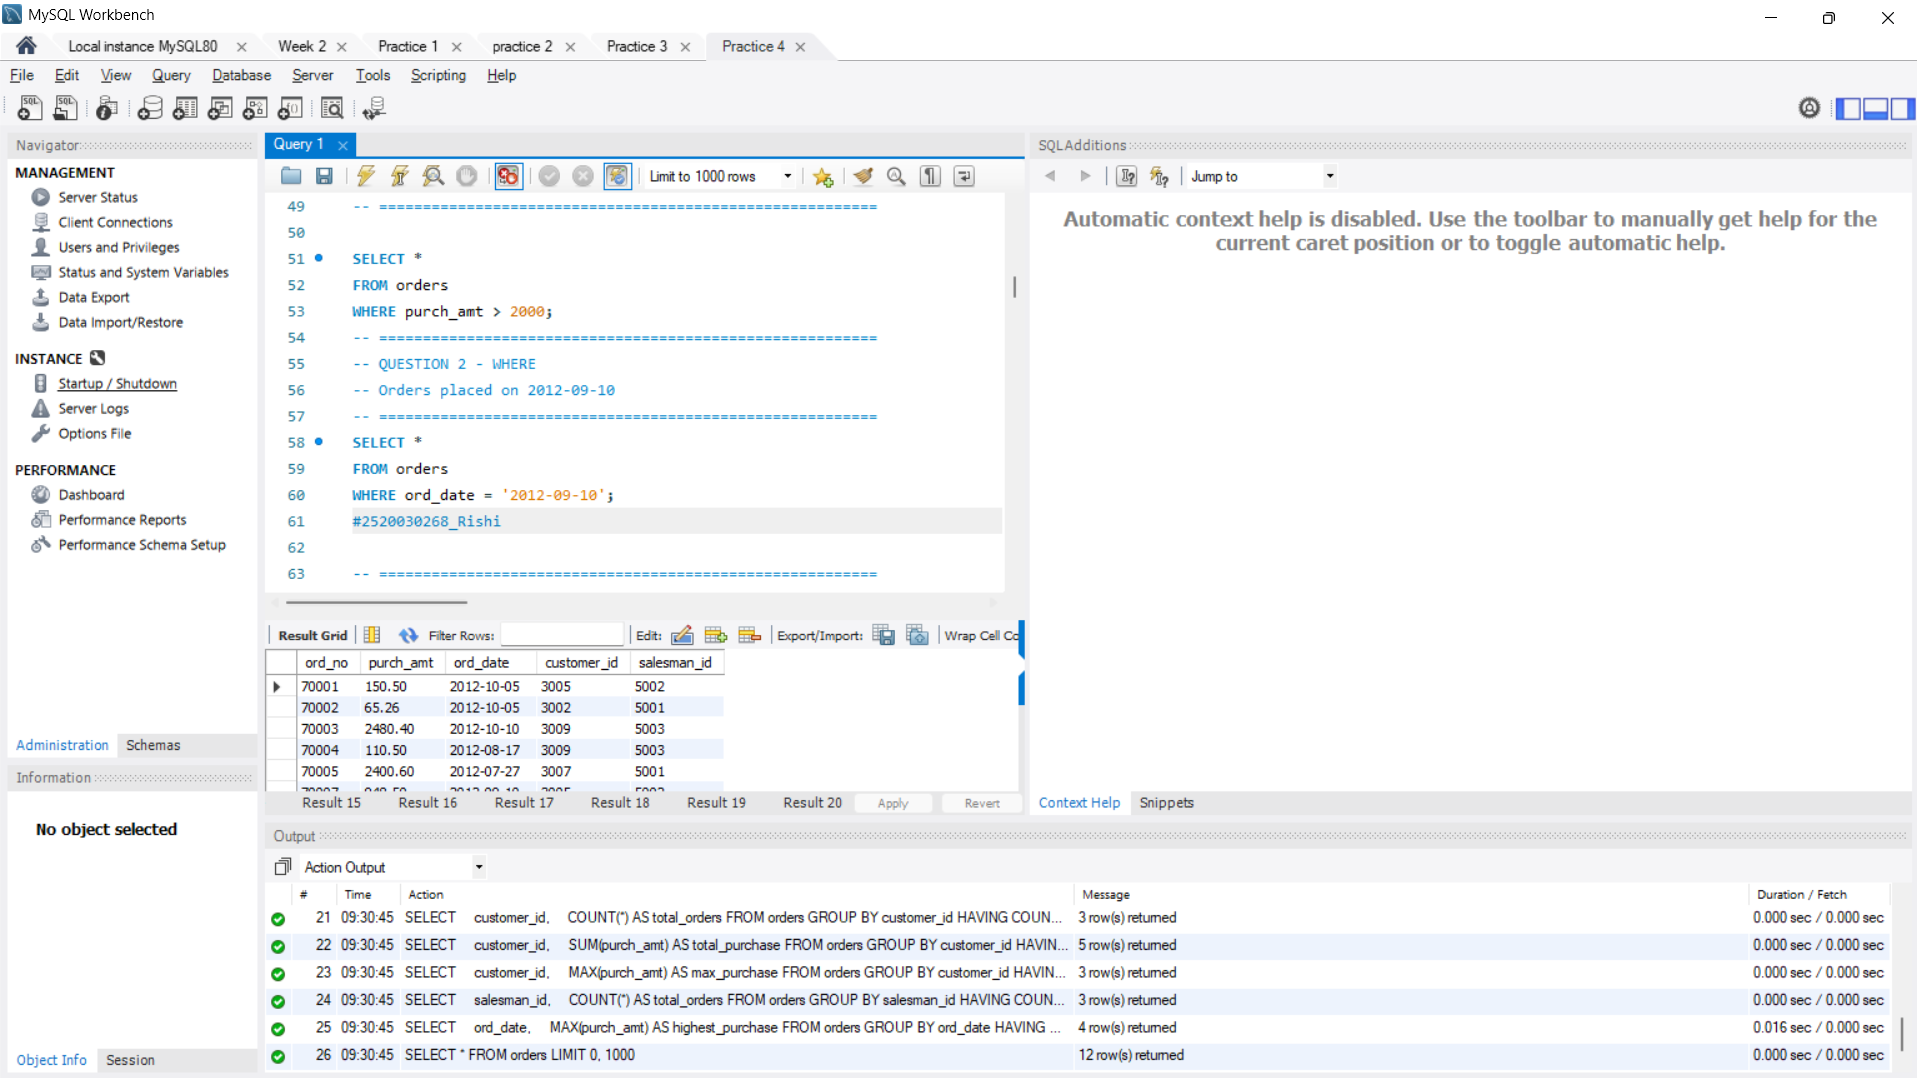 MySQL Workbench
Local instance MySQL80 Week 2 Practice 1 practice 2 Practice 3 Practice 4
File Edit View Query Database Server Tools Scripting Help
Navigator
MANAGEMENT
Server Status
Client Connections
Users and Privileges
Status and System Variables
Data Export
Data Import/Restore
INSTANCE
Startup / Shutdown
Server Logs
Options File
PERFORMANCE
Dashboard
Performance Reports
Performance Schema Setup
Administration Schemas
Information
No object selected
Object Info Session
Query 1
Limit to 1000 rows
49 -- =========================================================
50
51 SELECT *
52 FROM orders
53 WHERE purch_amt > 2000;
54 -- =========================================================
55 -- QUESTION 2 - WHERE
56 -- Orders placed on 2012-09-10
57 -- =========================================================
58 SELECT *
59 FROM orders
60 WHERE ord_date = '2012-09-10';
61 #2520030268_Rishi
62
63 -- =========================================================
Result Grid Filter Rows: Edit: Export/Import: Wrap Cell Co
ord_no purch_amt ord_date customer_id salesman_id
70001 150.50 2012-10-05 3005 5002
70002 65.26 2012-10-05 3002 5001
70003 2480.40 2012-10-10 3009 5003
70004 110.50 2012-08-17 3009 5003
70005 2400.60 2012-07-27 3007 5001
Result 15 Result 16 Result 17 Result 18 Result 19 Result 20 Apply Revert
SQLAdditions
Jump to
Automatic context help is disabled. Use the toolbar to manually get help for the
current caret position or to toggle automatic help.
Context Help Snippets
Output
Action Output
# Time Action Message Duration / Fetch
21 09:30:45 SELECT customer_id, COUNT(*) AS total_orders FROM orders GROUP BY customer_id HAVING COUN... 3 row(s) returned 0.000 sec / 0.000 sec
22 09:30:45 SELECT customer_id, SUM(purch_amt) AS total_purchase FROM orders GROUP BY customer_id HAVIN... 5 row(s) returned 0.000 sec / 0.000 sec
23 09:30:45 SELECT customer_id, MAX(purch_amt) AS max_purchase FROM orders GROUP BY customer_id HAVIN... 3 row(s) returned 0.000 sec / 0.000 sec
24 09:30:45 SELECT salesman_id, COUNT(*) AS total_orders FROM orders GROUP BY salesman_id HAVING COUN... 3 row(s) returned 0.000 sec / 0.000 sec
25 09:30:45 SELECT ord_date, MAX(purch_amt) AS highest_purchase FROM orders GROUP BY ord_date HAVING ... 4 row(s) returned 0.016 sec / 0.000 sec
26 09:30:45 SELECT * FROM orders LIMIT 0, 1000 12 row(s) returned 0.000 sec / 0.000 sec